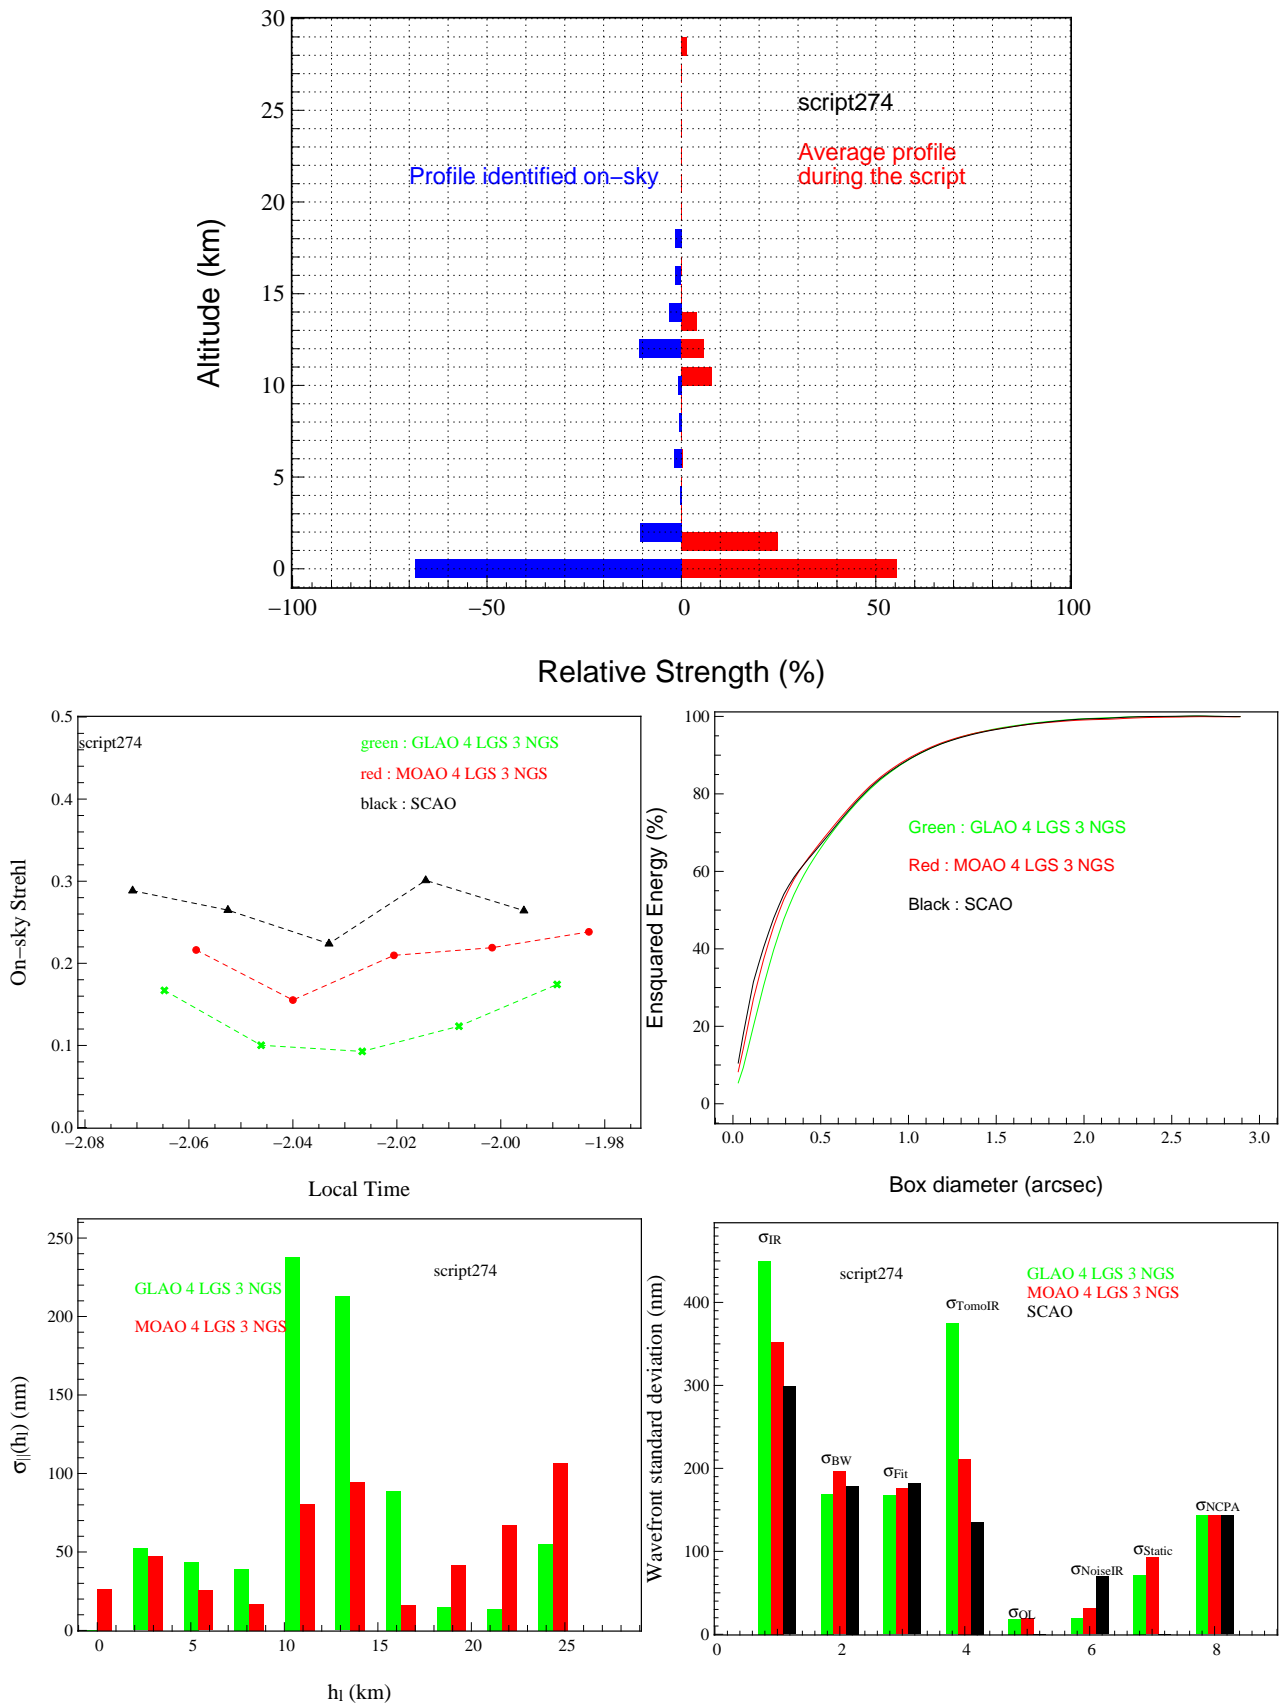 30
25
20
15
10
5
0
Altitude (km)
script274
Average profile
during the script
Profile identified on−sky
−100
−50
0
50
100
Relative Strength (%)
0.5
0.4
0.3
0.2
0.1
0.0
On−sky Strehl
script274
green : GLAO 4 LGS 3 NGS
red : MOAO 4 LGS 3 NGS
black : SCAO
−2.08
−2.06
−2.04
−2.02
−2.00
−1.98
Local Time
100
80
60
40
20
0
Ensquared Energy (%)
Green : GLAO 4 LGS 3 NGS
Red : MOAO 4 LGS 3 NGS
Black : SCAO
0.0
0.5
1.0
1.5
2.0
2.5
3.0
Box diameter (arcsec)
250
200
150
100
50
0
σ||(hl) (nm)
script274
GLAO 4 LGS 3 NGS
MOAO 4 LGS 3 NGS
0
5
10
15
20
25
hl (km)
400
300
200
100
0
Wavefront standard deviation (nm)
σIR
script274
GLAO 4 LGS 3 NGS
MOAO 4 LGS 3 NGS
SCAO
σTomoIR
σBW
σFit
σOL
σNoiseIR
σStatic
σNCPA
0
2
4
6
8